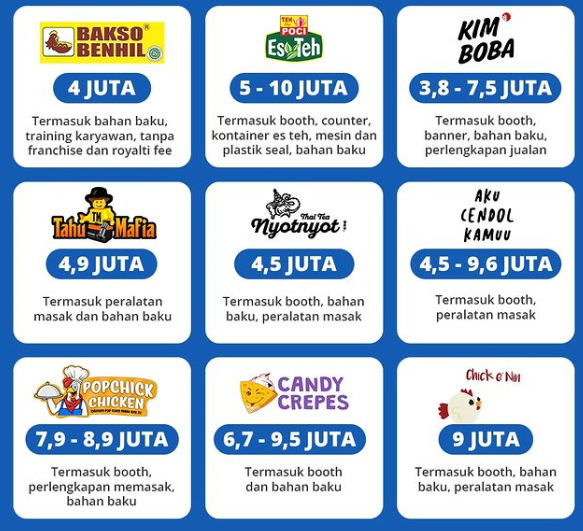 BAKSO
BENHIL
4 JUTA
Termasuk bahan baku,
training karyawan, tanpa
franchise dan royalti fee
TEH
POCI
Es Teh
5 - 10 JUTA
Termasuk booth, counter,
kontainer es teh, mesin dan
plastik seal, bahan baku
KIM
BOBA
3,8 - 7,5 JUTA
Termasuk booth,
banner, bahan baku,
perlengkapan jualan
TM
Tahu Mafia
4,9 JUTA
Termasuk peralatan
masak dan bahan baku
Thai Tea
Nyotnyot
4,5 JUTA
Termasuk booth, bahan
baku, peralatan masak
AKU
CENDOL
KAMUU
4,5 - 9,6 JUTA
Termasuk booth,
peralatan masak
POPCHICK
CHICKEN
7,9 - 8,9 JUTA
Termasuk booth,
perlengkapan memasak,
bahan baku
CANDY
CREPES
6,7 - 9,5 JUTA
Termasuk booth
dan bahan baku
9 JUTA
Termasuk booth, bahan
baku, peralatan masak